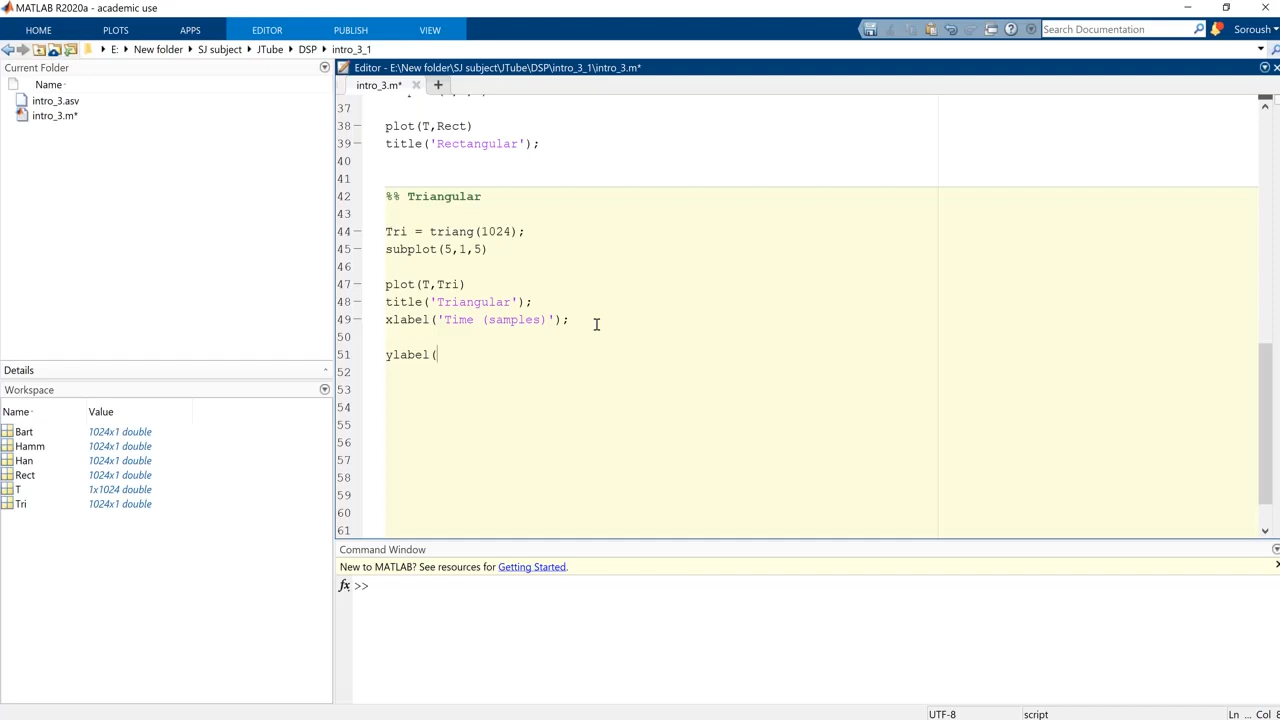 MATLAB R2020a - academic use
HOME PLOTS APPS EDITOR PUBLISH VIEW Search Documentation Soroush
E: New folder SJ subject JTube DSP intro_3_1
Current Folder
Name
intro_3.asv
intro_3.m*
Details
Workspace
Name Value
Bart 1024x1 double
Hamm 1024x1 double
Han 1024x1 double
Rect 1024x1 double
T 1x1024 double
Tri 1024x1 double
Editor - E:\New folder\SJ subject\JTube\DSP\intro_3_1\intro_3.m*
intro_3.m*
37
38 plot(T,Rect)
39 title('Rectangular');
40
41
42 %% Triangular
43
44 Tri = triang(1024);
45 subplot(5,1,5)
46
47 plot(T,Tri)
48 title('Triangular');
49 xlabel('Time (samples)');
50
51 ylabel(
52
53
54
55
56
57
58
59
60
61
Command Window
New to MATLAB? See resources for Getting Started.
fx >>
UTF-8 script Ln ... Col 8